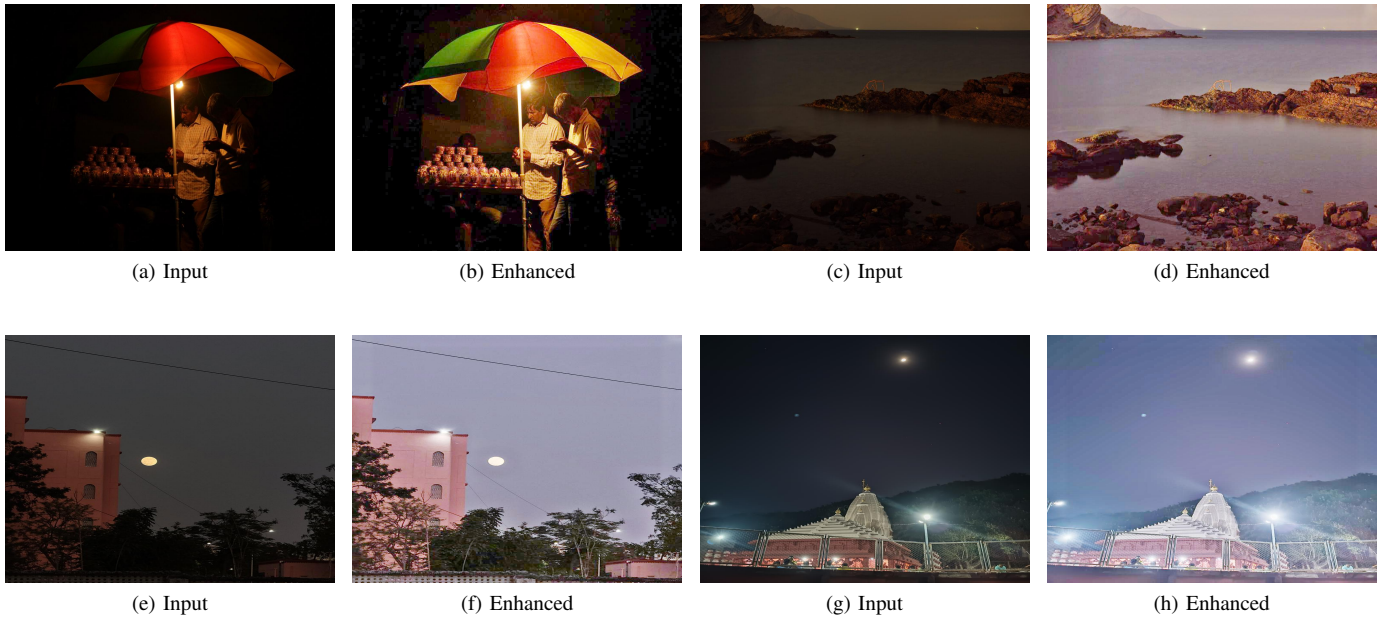 (a) Input
(b) Enhanced
(c) Input
(d) Enhanced
(e) Input
(f) Enhanced
(g) Input
(h) Enhanced